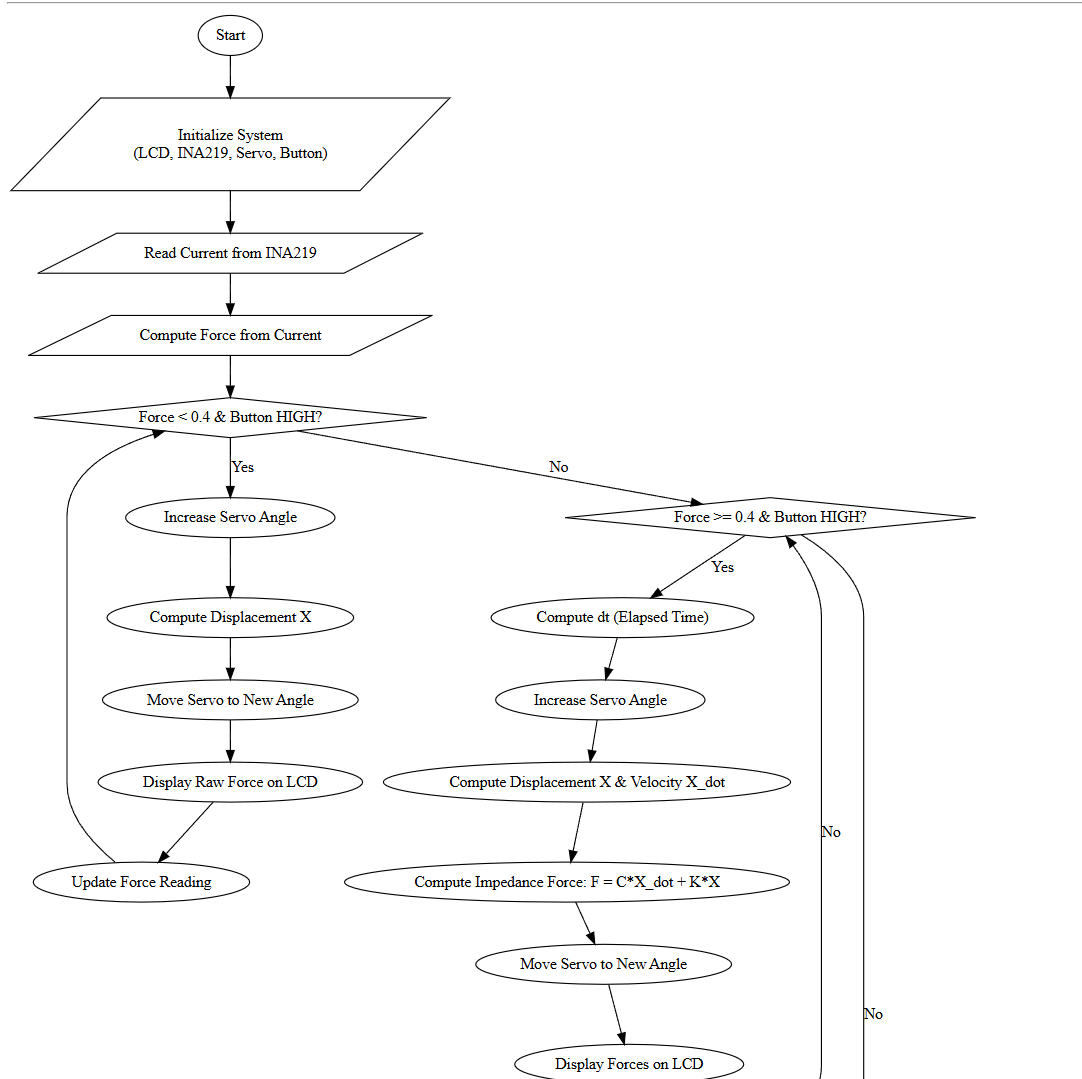 Start
Initialize System
(LCD, INA219, Servo, Button)
Read Current from INA219
Compute Force from Current
Force < 0.4 & Button HIGH?
Yes
No
Increase Servo Angle
Force >= 0.4 & Button HIGH?
Yes
Compute Displacement X
Compute dt (Elapsed Time)
Move Servo to New Angle
Increase Servo Angle
Display Raw Force on LCD
Compute Displacement X & Velocity X_dot
No
Update Force Reading
Compute Impedance Force: F = C*X_dot + K*X
Move Servo to New Angle
No
Display Forces on LCD